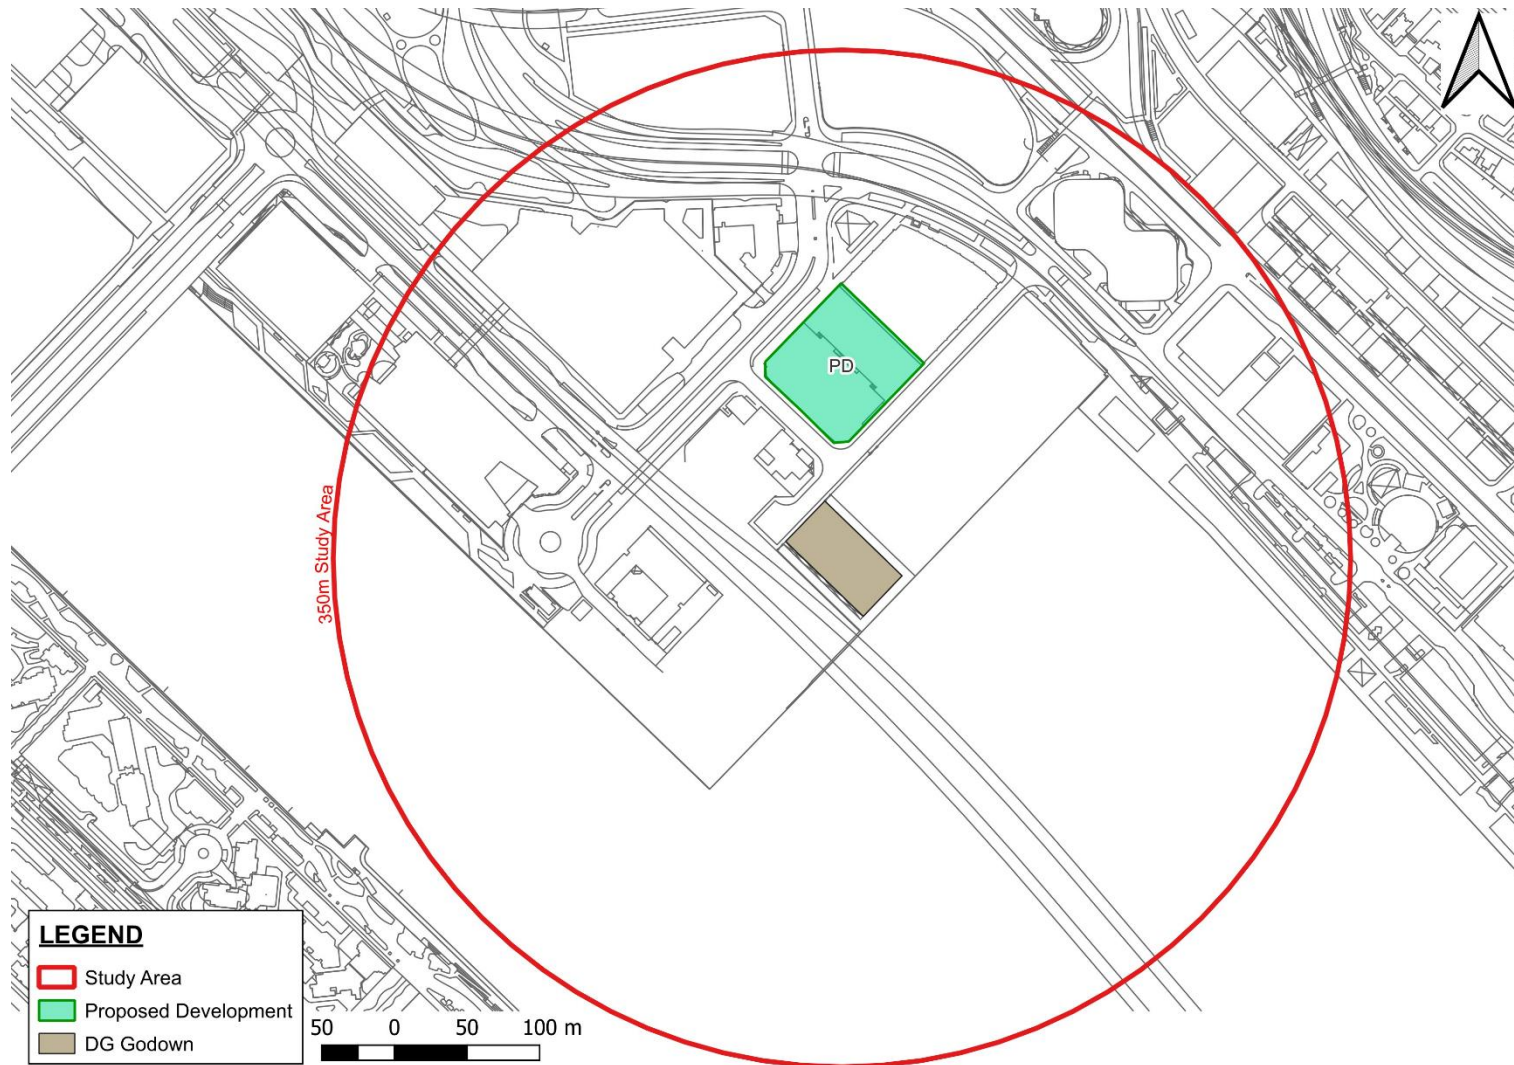 PD
350m Study Area
LEGEND
Study Area
Proposed Development
DG Godown
50 0 50 100 m